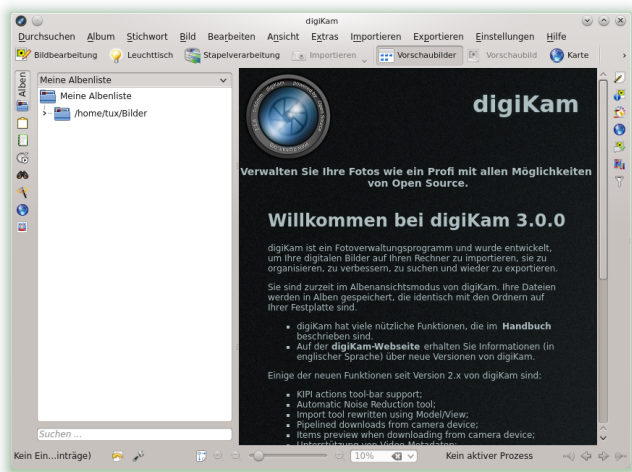 digiKam
Durchsuchen Album Stichwort Bild Bearbeiten Ansicht Extras Importieren Exportieren Einstellungen Hilfe
Bildbearbeitung Leuchttisch Stapelverarbeitung Importieren Vorschaubilder Vorschaubild Karte
Alben
Meine Albenliste
Meine Albenliste
/home/tux/Bilder
digiKam
Verwalten Sie Ihre Fotos wie ein Profi mit allen Möglichkeiten
von Open Source.
Willkommen bei digiKam 3.0.0
digiKam ist ein Fotoverwaltungsprogramm und wurde entwickelt,
um Ihre digitalen Bilder auf Ihren Rechner zu importieren, sie zu
organisieren, zu verbessern, zu suchen und wieder zu exportieren.
Sie sind zurzeit im Albenansichtsmodus von digiKam. Ihre Dateien
werden in Alben gespeichert, die identisch mit den Ordnern auf
Ihrer Festplatte sind.
digiKam hat viele nützliche Funktionen, die im Handbuch
beschrieben sind.
Auf der digiKam-Webseite erhalten Sie Informationen (in
englischer Sprache) über neue Versionen von digiKam.
Einige der neuen Funktionen seit Version 2.x von digiKam sind:
KIPI actions tool-bar support;
Automatic Noise Reduction tool;
Import tool rewritten using Model/View;
Pipelined downloads from camera device;
Items preview when downloading from camera device;
Unterstützung von Video-Metadaten;
Suchen ...
Kein Ein...inträge) 10% Kein aktiver Prozess